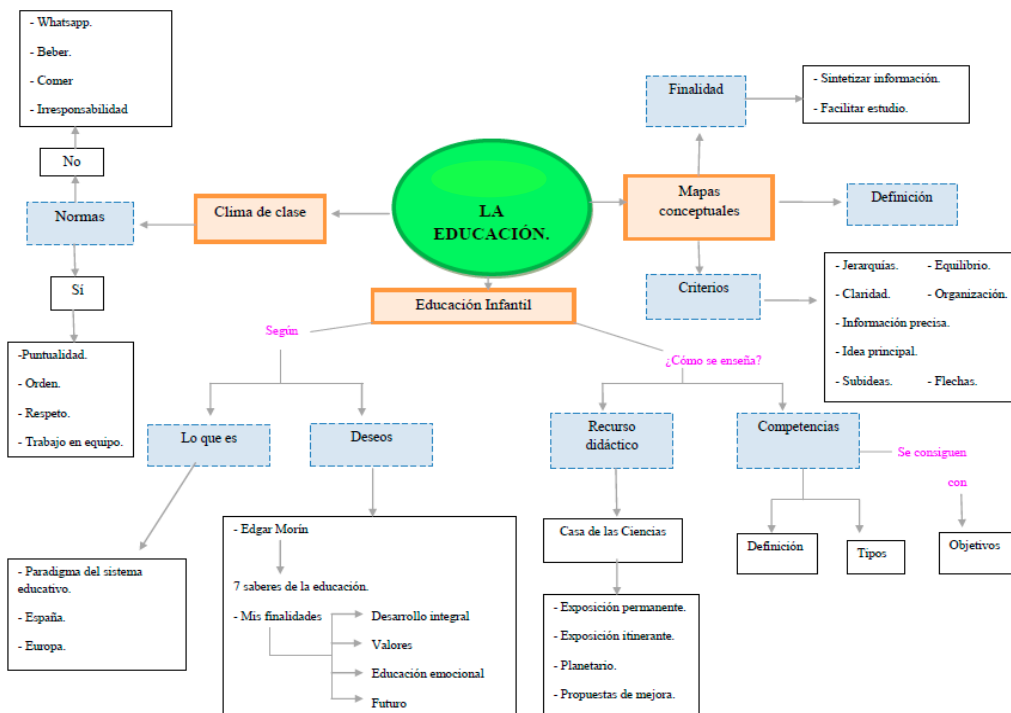 - Whatsapp.
- Beber.
- Comer
- Irresponsabilidad
No
Normas
Sí
-Puntualidad.
- Orden.
- Respeto.
- Trabajo en equipo.
Clima de clase
LA
EDUCACIÓN.
Mapas
conceptuales
Finalidad
- Sintetizar información.
- Facilitar estudio.
Definición
Criterios
- Jerarquías. - Equilibrio.
- Claridad. - Organización.
- Información precisa.
- Idea principal.
- Subideas. - Flechas.
Educación Infantil
Según
Lo que es
- Paradigma del sistema
educativo.
- España.
- Europa.
Deseos
- Edgar Morín
7 saberes de la educación.
- Mis finalidades
Desarrollo integral
Valores
Educación emocional
Futuro
¿Cómo se enseña?
Recurso
didáctico
Casa de las Ciencias
- Exposición permanente.
- Exposición itinerante.
- Planetario.
- Propuestas de mejora.
Competencias
Definición
Tipos
Se consiguen
con
Objetivos